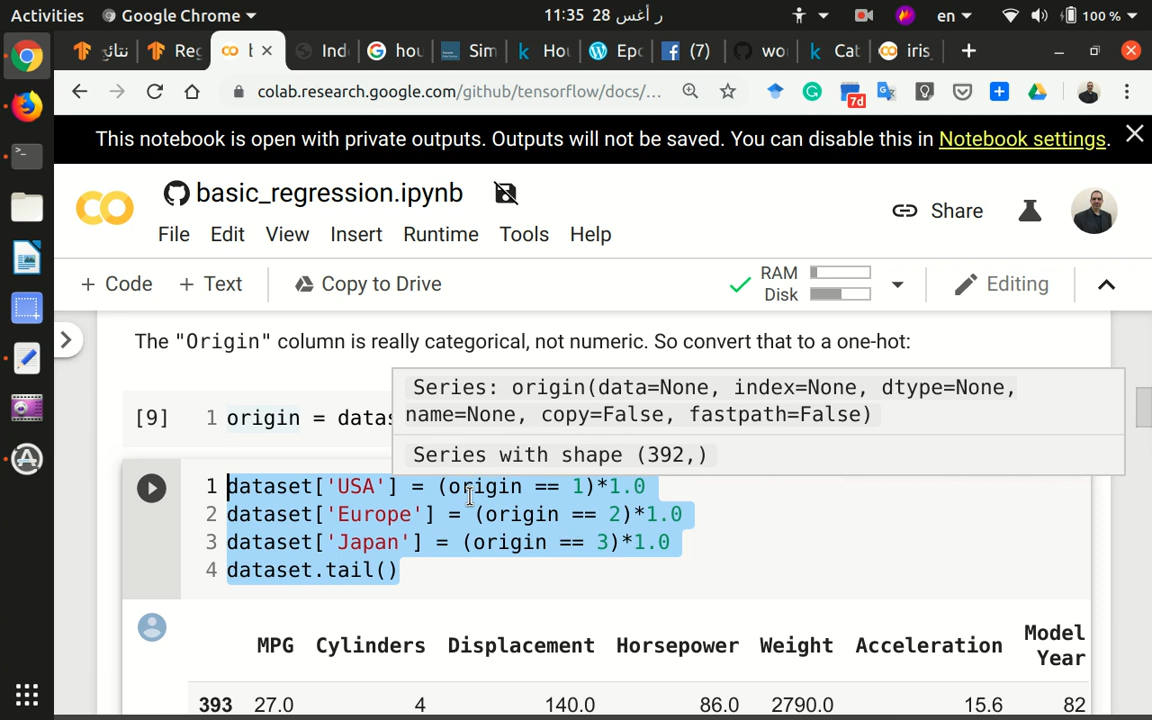 Activities Google Chrome 11:35 28 ر أغس en 100 %
نتائج Reg Ind hou Sim Hou Epo (7) wo Cat iris_
colab.research.google.com/github/tensorflow/docs/... 7d
This notebook is open with private outputs. Outputs will not be saved. You can disable this in Notebook settings.
basic_regression.ipynb
Share
File Edit View Insert Runtime Tools Help
+ Code + Text Copy to Drive RAM Disk Editing
The "Origin" column is really categorical, not numeric. So convert that to a one-hot:
Series: origin(data=None, index=None, dtype=None,
name=None, copy=False, fastpath=False)
[9] 1 origin = datas
Series with shape (392,)
1 dataset['USA'] = (origin == 1)*1.0
2 dataset['Europe'] = (origin == 2)*1.0
3 dataset['Japan'] = (origin == 3)*1.0
4 dataset.tail()
MPG Cylinders Displacement Horsepower Weight Acceleration Model Year
393 27.0 4 140.0 86.0 2790.0 15.6 82